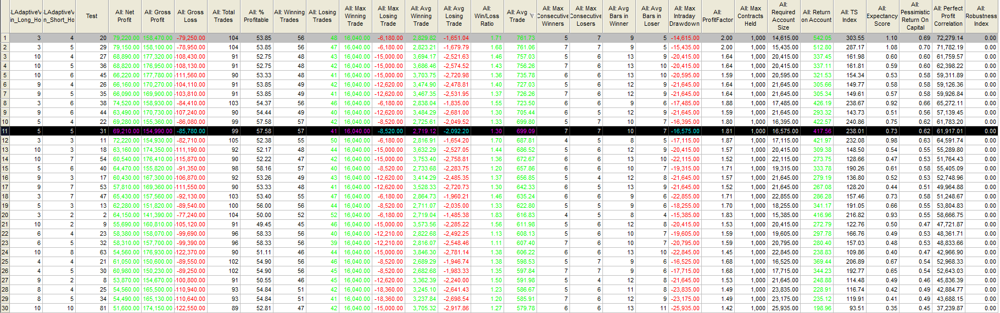 ŁAdaptiveV in_Long_Ho ŁAdaptiveV n_Short_Ho Test All: Net Profit All: Gross Profit All: Gross Loss All: Total Trades All: % Profitable All: Winning Trades All: Losing Trades All: Max Winning Trade All: Max Losing Trade All: Avg Winning Trade All: Avg Losing Trade All: Win/Loss Ratio All: Avg Trade All: Max Consecutive Winners All: Max Consecutive Losers All: Avg Bars in Winner All: Avg Bars in Loser All: Max Intraday Drawdown All: ProfitFactor All: Max Contracts Held All: Required Account Size All: Return on Account All: TS Index All: Expectancy Score All: Pessimistic Return On Capital All: Perfect Profit Correlation All: Robustness Index
1 3 4 20 79,220.00 158,470.00 -79,250.00 104 53.85 56 48 16,040.00 -6,180.00 2,829.82 -1,651.04 1.71 761.73 5 7 9 5 -14,615.00 2.00 1,000 14,615.00 542.05 303.55 1.10 0.69 72,279.14 0.00
2 3 5 29 79,150.00 158,100.00 -78,950.00 104 53.85 56 47 16,040.00 -6,180.00 2,823.21 -1,679.79 1.68 761.06 7 7 9 5 -15,435.00 2.00 1,000 15,435.00 512.80 287.17 1.08 0.70 71,782.19 0.00
3 10 4 27 68,890.00 177,320.00 -108,430.00 91 52.75 48 43 16,040.00 -15,000.00 3,694.17 -2,521.63 1.46 757.03 5 6 13 9 -20,415.00 1.64 1,000 20,415.00 337.45 161.98 0.60 0.60 61,759.57 0.00
4 10 5 36 68,820.00 176,950.00 -108,130.00 91 52.75 48 42 16,040.00 -15,000.00 3,686.46 -2,574.52 1.43 756.26 7 6 13 10 -20,415.00 1.64 1,000 20,415.00 337.11 161.81 0.59 0.60 62,398.22 0.00
5 10 6 45 66,220.00 177,780.00 -111,560.00 90 53.33 48 41 16,040.00 -15,000.00 3,703.75 -2,720.98 1.36 735.78 6 6 13 10 -20,595.00 1.59 1,000 20,595.00 321.53 154.34 0.53 0.58 59,311.89 0.00
6 9 4 26 66,160.00 170,270.00 -104,110.00 91 53.85 49 42 16,040.00 -12,620.00 3,474.90 -2,478.81 1.40 727.03 5 6 12 9 -21,645.00 1.64 1,000 21,645.00 305.66 149.77 0.58 0.58 59,126.36 0.00
7 9 5 35 66,090.00 169,900.00 -103,810.00 91 53.85 49 41 16,040.00 -12,620.00 3,467.35 -2,531.95 1.37 726.26 7 6 12 9 -21,645.00 1.64 1,000 21,645.00 305.34 149.61 0.57 0.58 59,926.84 0.00
8 3 6 38 74,520.00 158,930.00 -84,410.00 103 54.37 56 46 16,040.00 -6,180.00 2,838.04 -1,835.00 1.55 723.50 6 6 9 6 -17,485.00 1.88 1,000 17,485.00 426.19 238.67 0.92 0.66 65,272.11 0.00
9 9 6 44 63,490.00 170,730.00 -107,240.00 90 54.44 49 40 16,040.00 -12,620.00 3,484.29 -2,681.00 1.30 705.44 6 5 12 9 -21,645.00 1.59 1,000 21,645.00 293.32 143.73 0.51 0.56 57,139.45 0.00
10 5 4 22 69,280.00 155,360.00 -86,080.00 99 57.58 57 42 16,040.00 -8,520.00 2,725.61 -2,049.52 1.33 699.80 5 7 10 7 -16,395.00 1.80 1,000 16,395.00 422.57 240.86 0.75 0.62 61,783.20 0.00
11 5 5 31 69,210.00 154,990.00 -85,780.00 99 57.58 57 41 16,040.00 -8,520.00 2,719.12 -2,092.20 1.30 699.09 7 7 10 7 -16,575.00 1.81 1,000 16,575.00 417.56 238.01 0.73 0.62 61,917.01 0.00
12 3 3 11 72,220.00 154,930.00 -82,710.00 105 52.38 55 50 16,040.00 -6,180.00 2,816.91 -1,654.20 1.70 687.81 4 5 8 5 -17,115.00 1.87 1,000 17,115.00 421.97 232.08 0.98 0.63 64,591.74 0.00
13 10 3 18 63,160.00 174,350.00 -111,190.00 92 52.17 48 44 16,040.00 -15,000.00 3,632.29 -2,527.05 1.44 686.52 5 6 12 9 -20,415.00 1.57 1,000 20,415.00 309.38 148.50 0.54 0.55 55,289.80 0.00
14 10 7 54 60,540.00 176,410.00 -115,870.00 90 52.22 47 42 16,040.00 -15,000.00 3,753.40 -2,758.81 1.36 672.67 6 6 13 10 -22,115.00 1.52 1,000 22,115.00 273.75 128.66 0.47 0.53 51,764.43 0.00
15 5 6 40 64,470.00 155,820.00 -91,350.00 98 58.16 57 40 16,040.00 -8,520.00 2,733.68 -2,283.75 1.20 657.86 6 6 10 7 -19,315.00 1.71 1,000 19,315.00 333.78 190.26 0.61 0.58 55,405.09 0.00
16 9 3 17 60,430.00 167,300.00 -106,870.00 92 53.26 49 43 16,040.00 -12,620.00 3,414.29 -2,485.35 1.37 656.85 5 4 12 8 -21,645.00 1.57 1,000 21,645.00 279.19 136.80 0.52 0.53 52,748.96 0.00
17 9 7 53 57,810.00 169,360.00 -111,550.00 90 53.33 48 41 16,040.00 -12,620.00 3,528.33 -2,720.73 1.30 642.33 6 5 12 9 -21,645.00 1.52 1,000 21,645.00 267.08 128.20 0.44 0.51 49,964.88 0.00
18 3 7 47 65,430.00 157,560.00 -92,130.00 103 53.40 55 47 16,040.00 -6,180.00 2,864.73 -1,960.21 1.46 635.24 6 6 9 6 -22,855.00 1.71 1,000 22,855.00 286.28 157.46 0.73 0.58 51,248.67 0.00
19 5 3 13 62,280.00 151,820.00 -89,540.00 100 56.00 56 44 16,040.00 -8,520.00 2,711.07 -2,035.00 1.33 622.80 5 5 9 6 -18,255.00 1.70 1,000 18,255.00 341.17 191.05 0.66 0.55 53,804.83 0.00
20 3 2 2 64,150.00 141,390.00 -77,240.00 104 50.00 52 52 16,040.00 -6,180.00 2,719.04 -1,485.38 1.83 616.83 4 5 8 4 -15,385.00 1.83 1,000 15,385.00 416.96 216.82 0.93 0.55 58,666.75 0.00
21 10 2 9 55,690.00 160,810.00 -105,120.00 91 49.45 45 46 16,040.00 -15,000.00 3,573.56 -2,285.22 1.56 611.98 5 6 12 8 -20,415.00 1.53 1,000 20,415.00 272.79 122.76 0.50 0.47 47,721.87 0.00
22 6 4 23 58,380.00 158,070.00 -99,690.00 96 58.33 56 40 16,040.00 -12,210.00 2,822.68 -2,492.25 1.13 608.13 5 6 10 7 -19,605.00 1.59 1,000 19,605.00 297.78 166.76 0.49 0.53 48,361.71 0.00
23 6 5 32 58,310.00 157,700.00 -99,390.00 96 58.33 56 39 16,040.00 -12,210.00 2,816.07 -2,548.46 1.11 607.40 7 6 10 7 -20,795.00 1.59 1,000 20,795.00 280.40 157.03 0.48 0.53 48,833.66 0.00
24 10 8 63 54,560.00 176,930.00 -122,370.00 90 51.11 46 44 16,040.00 -15,000.00 3,846.30 -2,781.14 1.38 606.22 6 6 13 10 -22,845.00 1.45 1,000 22,845.00 238.83 109.86 0.40 0.47 42,966.90 0.00
25 4 4 21 61,050.00 150,600.00 -89,550.00 102 54.90 56 46 16,040.00 -8,520.00 2,689.29 -1,946.74 1.38 598.53 5 7 9 6 -16,525.00 1.68 1,000 16,525.00 369.44 206.89 0.67 0.54 52,968.33 0.00
26 4 5 30 60,980.00 150,230.00 -89,250.00 102 54.90 56 45 16,040.00 -8,520.00 2,682.68 -1,983.33 1.35 597.84 7 7 9 6 -17,715.00 1.68 1,000 17,715.00 344.23 192.77 0.65 0.54 52,643.03 0.00
27 9 2 8 53,870.00 154,670.00 -100,800.00 91 50.55 46 45 16,040.00 -12,620.00 3,362.39 -2,240.00 1.50 591.98 5 4 12 8 -21,645.00 1.53 1,000 21,645.00 248.88 114.48 0.49 0.46 45,836.39 0.00
28 8 4 25 54,560.00 165,500.00 -110,940.00 93 54.84 51 42 16,040.00 -18,360.00 3,245.10 -2,641.43 1.23 586.67 5 6 11 8 -23,835.00 1.49 1,000 23,835.00 228.91 116.74 0.42 0.49 42,884.77 0.00
29 8 5 34 54,490.00 165,130.00 -110,640.00 93 54.84 51 41 16,040.00 -18,360.00 3,237.84 -2,698.54 1.20 585.91 7 6 12 9 -23,175.00 1.49 1,000 23,175.00 235.12 119.91 0.41 0.49 43,688.15 0.00
30 10 10 81 51,600.00 174,150.00 -122,550.00 89 52.81 47 42 16,040.00 -15,000.00 3,705.32 -2,917.86 1.27 579.78 6 6 13 11 -25,935.00 1.42 1,000 25,935.00 198.96 93.51 0.35 0.45 37,239.87 0.00